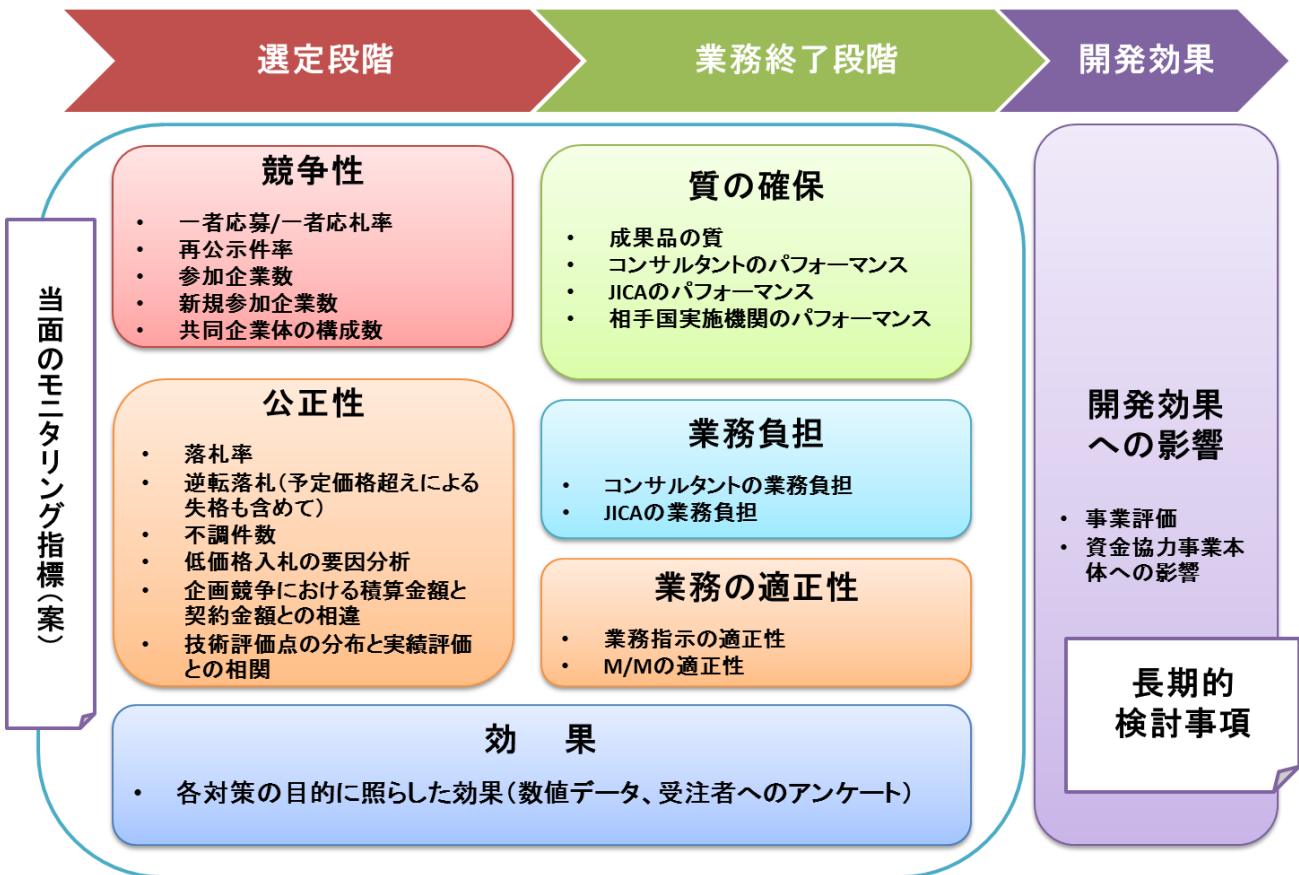 選定段階
業務終了段階
開発効果
当面のモニタリング指標(案)
競争性
• 一者応募/一者応札率
• 再公示件率
• 参加企業数
• 新規参加企業数
• 共同企業体の構成数
公正性
• 落札率
• 逆転落札(予定価格超えによる
失格も含めて)
• 不調件数
• 低価格入札の要因分析
• 企画競争における積算金額と
契約金額との相違
• 技術評価点の分布と実績評価
との相関
質の確保
• 成果品の質
• コンサルタントのパフォーマンス
• JICAのパフォーマンス
• 相手国実施機関のパフォーマンス
業務負担
• コンサルタントの業務負担
• JICAの業務負担
業務の適正性
• 業務指示の適正性
• M/Mの適正性
効 果
• 各対策の目的に照らした効果(数値データ、受注者へのアンケート)
開発効果
への影響
• 事業評価
• 資金協力事業本
体への影響
長期的
検討事項